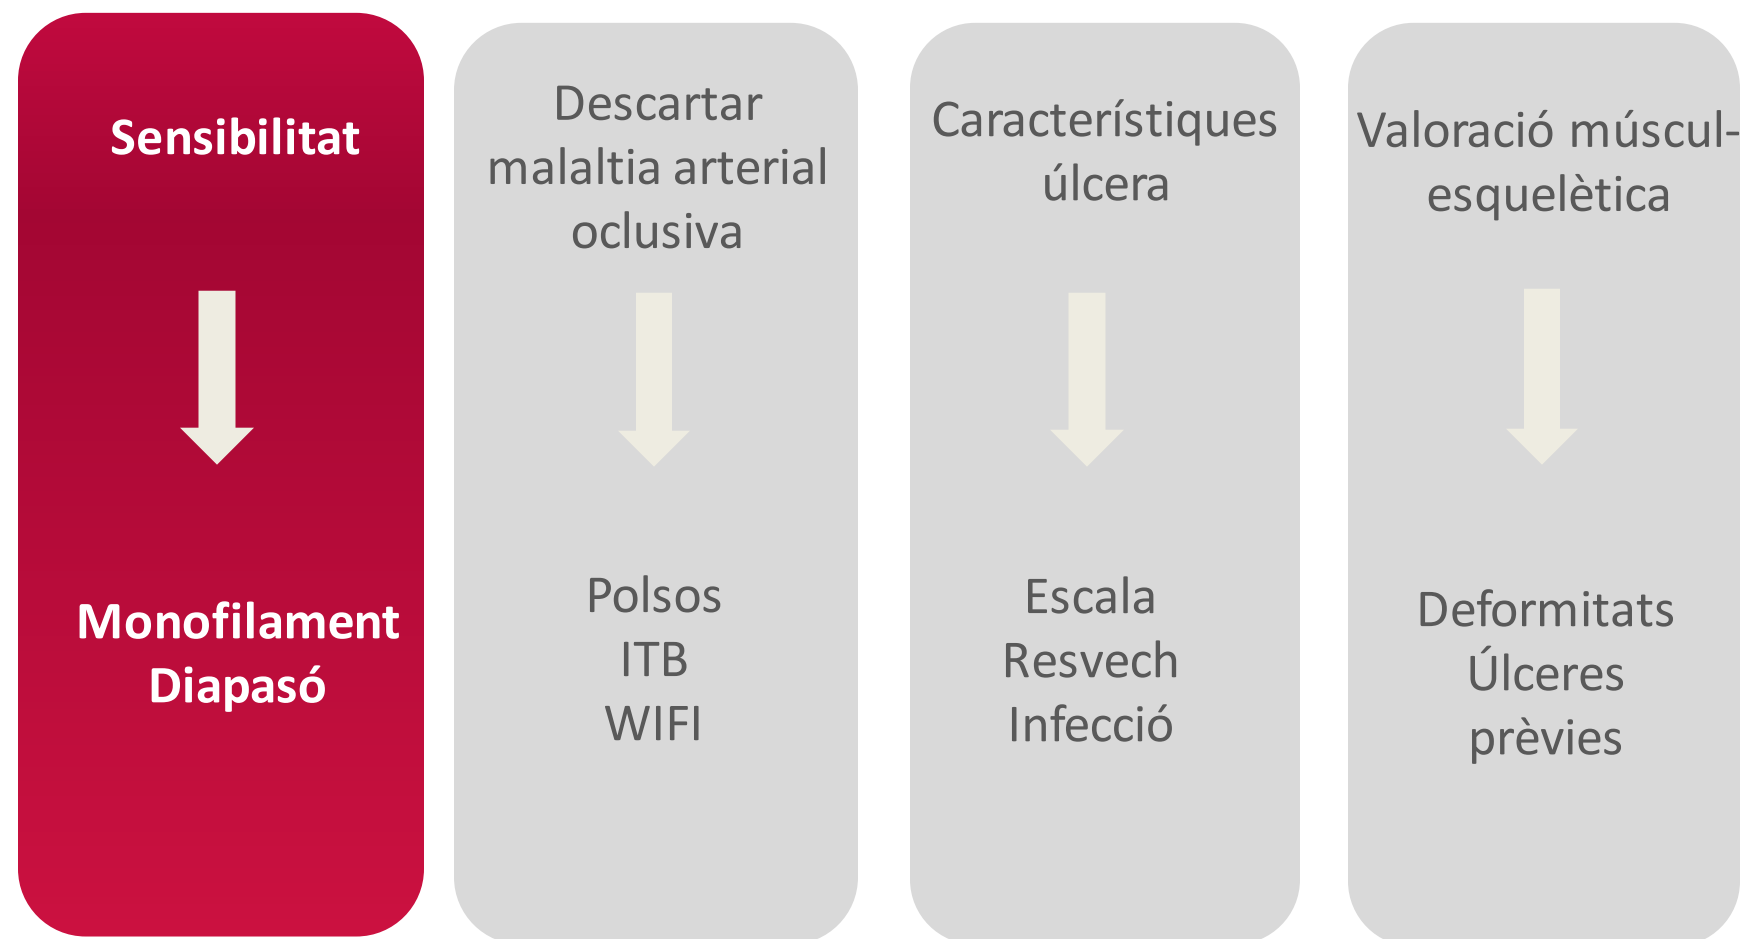 Sensibilitat
Monofilament
Diapasó
Descartar
malaltia arterial
oclusiva
Polsos
ITB
WIFI
Característiques
úlcera
Escala
Resvech
Infecció
Valoració múscul-
esquelètica
Deformitats
Úlceres
prèvies